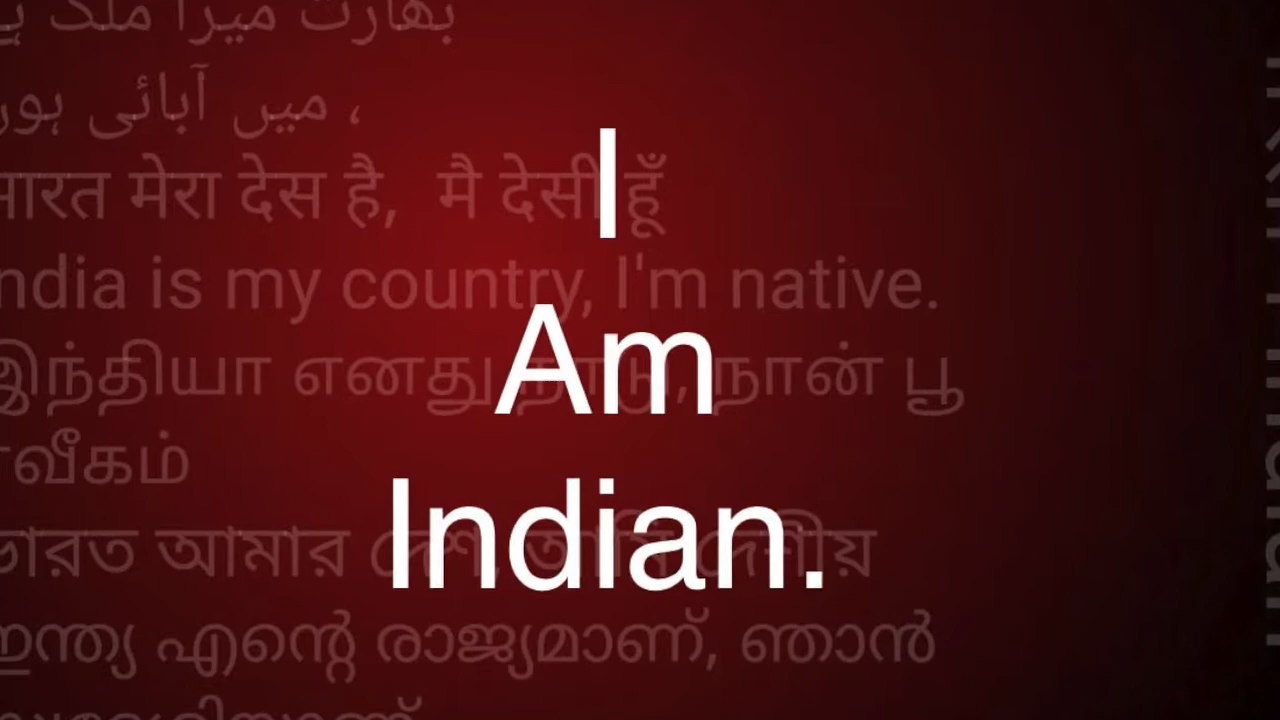 بھارت میرا ملک ہے
، میں آبائی ہوں
भारत मेरा देस है, मै देसी हूँ
I
India is my country, I'm native.
Am
இந்தியா எனது நாடு, நான் பூ
ர்வீகம்
Indian.
ভারত আমার দেশ, আমি দেশীয়
ഇന്ത്യ എന്റെ രാജ്യമാണ്, ഞാൻ